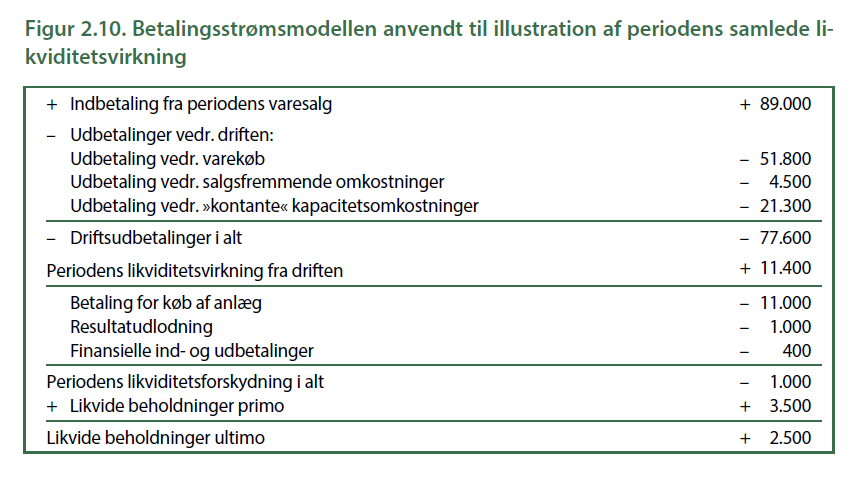 Figur 2.10. Betalingsstrømsmodellen anvendt til illustration af periodens samlede li-
kviditetsvirkning
+ Indbetaling fra periodens varesalg + 89.000
– Udbetalinger vedr. driften:
Udbetaling vedr. varekøb – 51.800
Udbetaling vedr. salgsfremmende omkostninger – 4.500
Udbetaling vedr. »kontante« kapacitetsomkostninger – 21.300
– Driftsudbetalinger i alt – 77.600
Periodens likviditetsvirkning fra driften + 11.400
Betaling for køb af anlæg – 11.000
Resultatudlodning – 1.000
Finansielle ind- og udbetalinger – 400
Periodens likviditetsforskydning i alt – 1.000
+ Likvide beholdninger primo + 3.500
Likvide beholdninger ultimo + 2.500